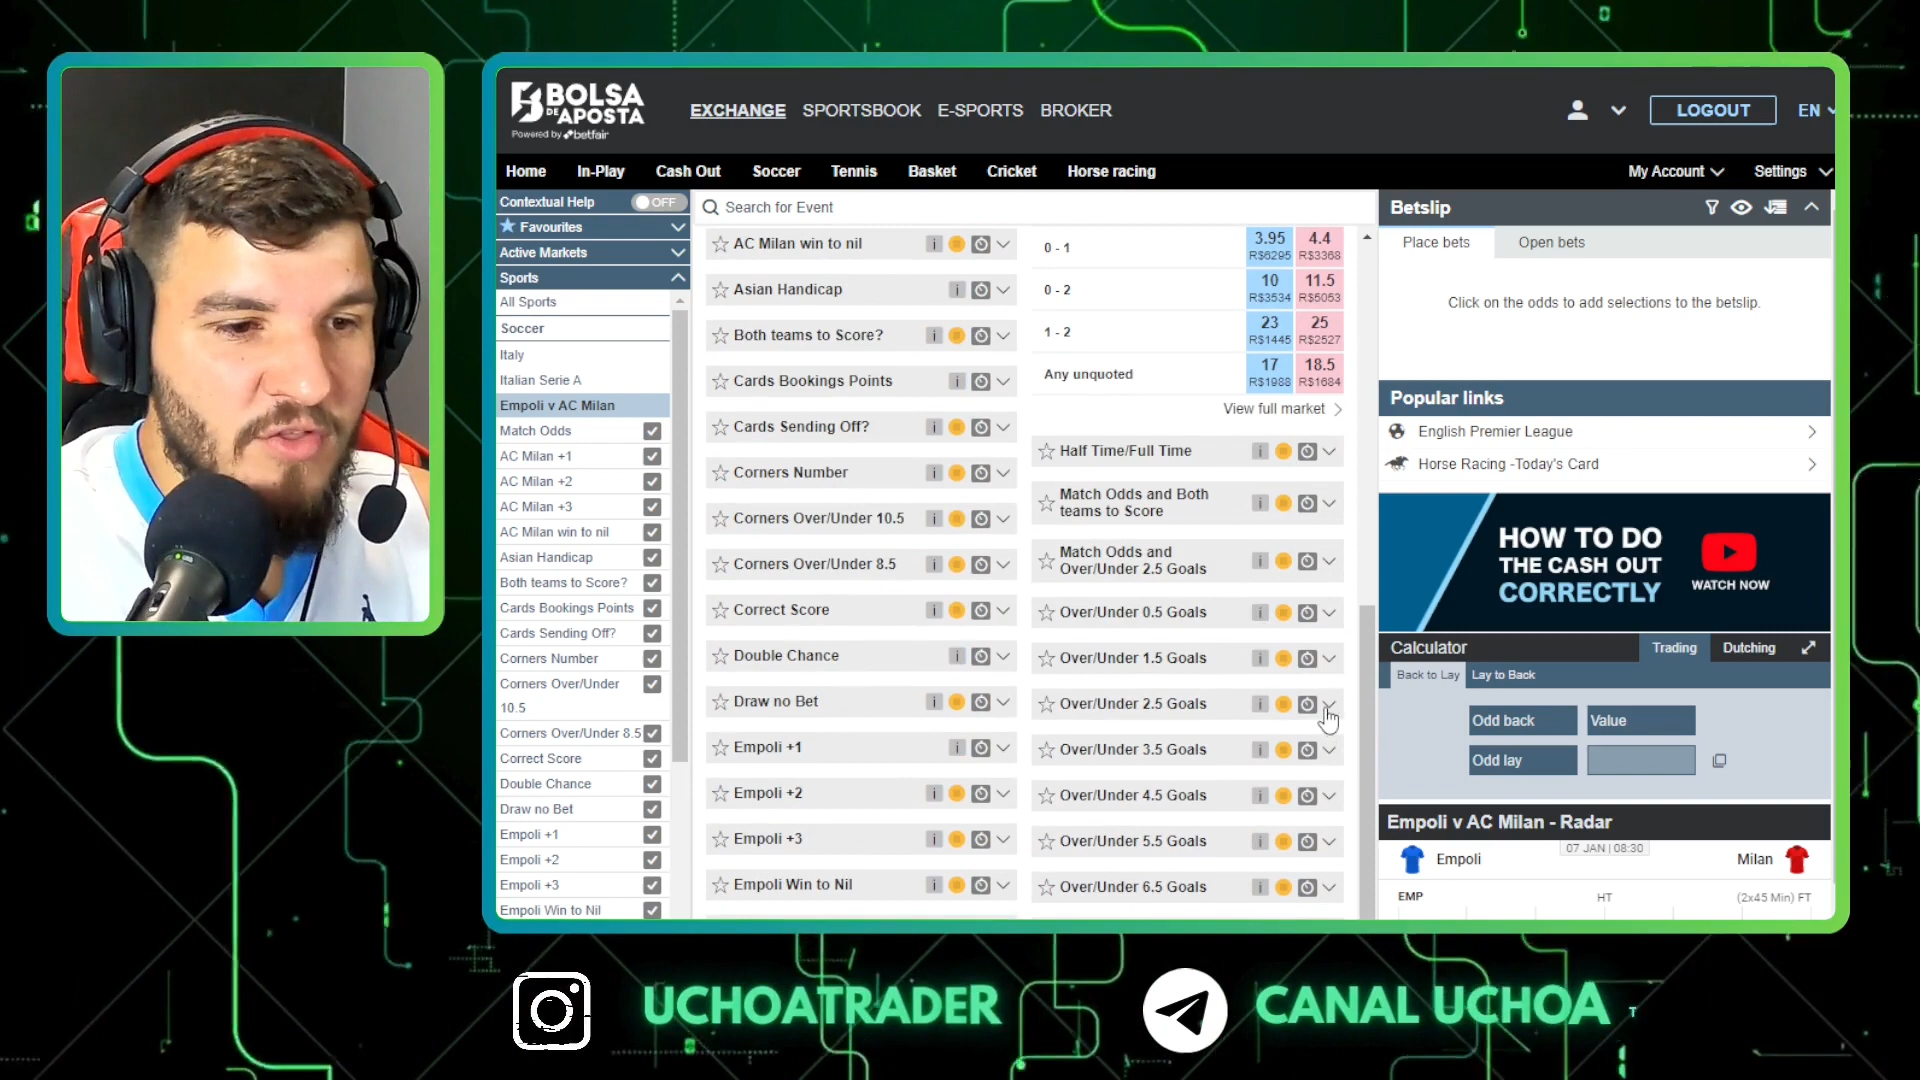 BOLSA
DE APOSTA
Powered by betfair
EXCHANGE SPORTSBOOK E-SPORTS BROKER
LOGOUT EN
Home In-Play Cash Out Soccer Tennis Basket Cricket Horse racing
My Account Settings
Contextual Help OFF
Favourites
Active Markets
Sports
All Sports
Soccer
Italy
Italian Serie A
Empoli v AC Milan
Match Odds
AC Milan +1
AC Milan +2
AC Milan +3
AC Milan win to nil
Asian Handicap
Both teams to Score?
Cards Bookings Points
Cards Sending Off?
Corners Number
Corners Over/Under
10.5
Corners Over/Under 8.5
Correct Score
Double Chance
Draw no Bet
Empoli +1
Empoli +2
Empoli +3
Empoli Win to Nil
Search for Event
AC Milan win to nil
Asian Handicap
Both teams to Score?
Cards Bookings Points
Cards Sending Off?
Corners Number
Corners Over/Under 10.5
Corners Over/Under 8.5
Correct Score
Double Chance
Draw no Bet
Empoli +1
Empoli +2
Empoli +3
Empoli Win to Nil
0 - 1 3.95 4.4
R$6295 R$3368
0 - 2 10 11.5
R$3534 R$5053
1 - 2 23 25
R$1445 R$2527
Any unquoted 17 18.5
R$1988 R$1684
View full market
Half Time/Full Time
Match Odds and Both
teams to Score
Match Odds and
Over/Under 2.5 Goals
Over/Under 0.5 Goals
Over/Under 1.5 Goals
Over/Under 2.5 Goals
Over/Under 3.5 Goals
Over/Under 4.5 Goals
Over/Under 5.5 Goals
Over/Under 6.5 Goals
Betslip
Place bets Open bets
Click on the odds to add selections to the betslip.
Popular links
English Premier League
Horse Racing -Today's Card
HOW TO DO
THE CASH OUT
CORRECTLY
WATCH NOW
Calculator Trading Dutching
Back to Lay Lay to Back
Odd back Value
Odd lay
Empoli v AC Milan - Radar
07 JAN | 08:30
Empoli Milan
EMP HT (2x45 Min) FT
UCHOATRADER
CANAL UCHOA T